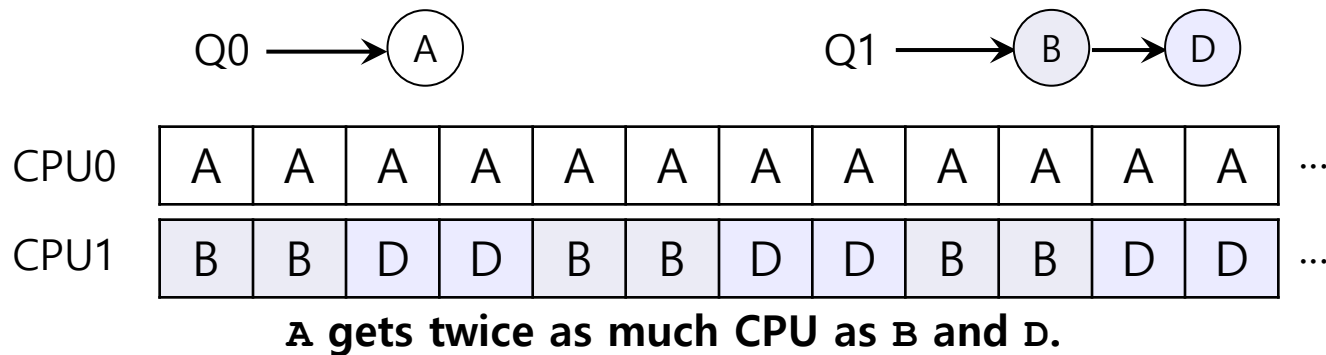 Q0 A Q1 B D
CPU0 A A A A A A A A A A A A ...
CPU1 B B D D B B D D B B D D ...
A gets twice as much CPU as B and D.